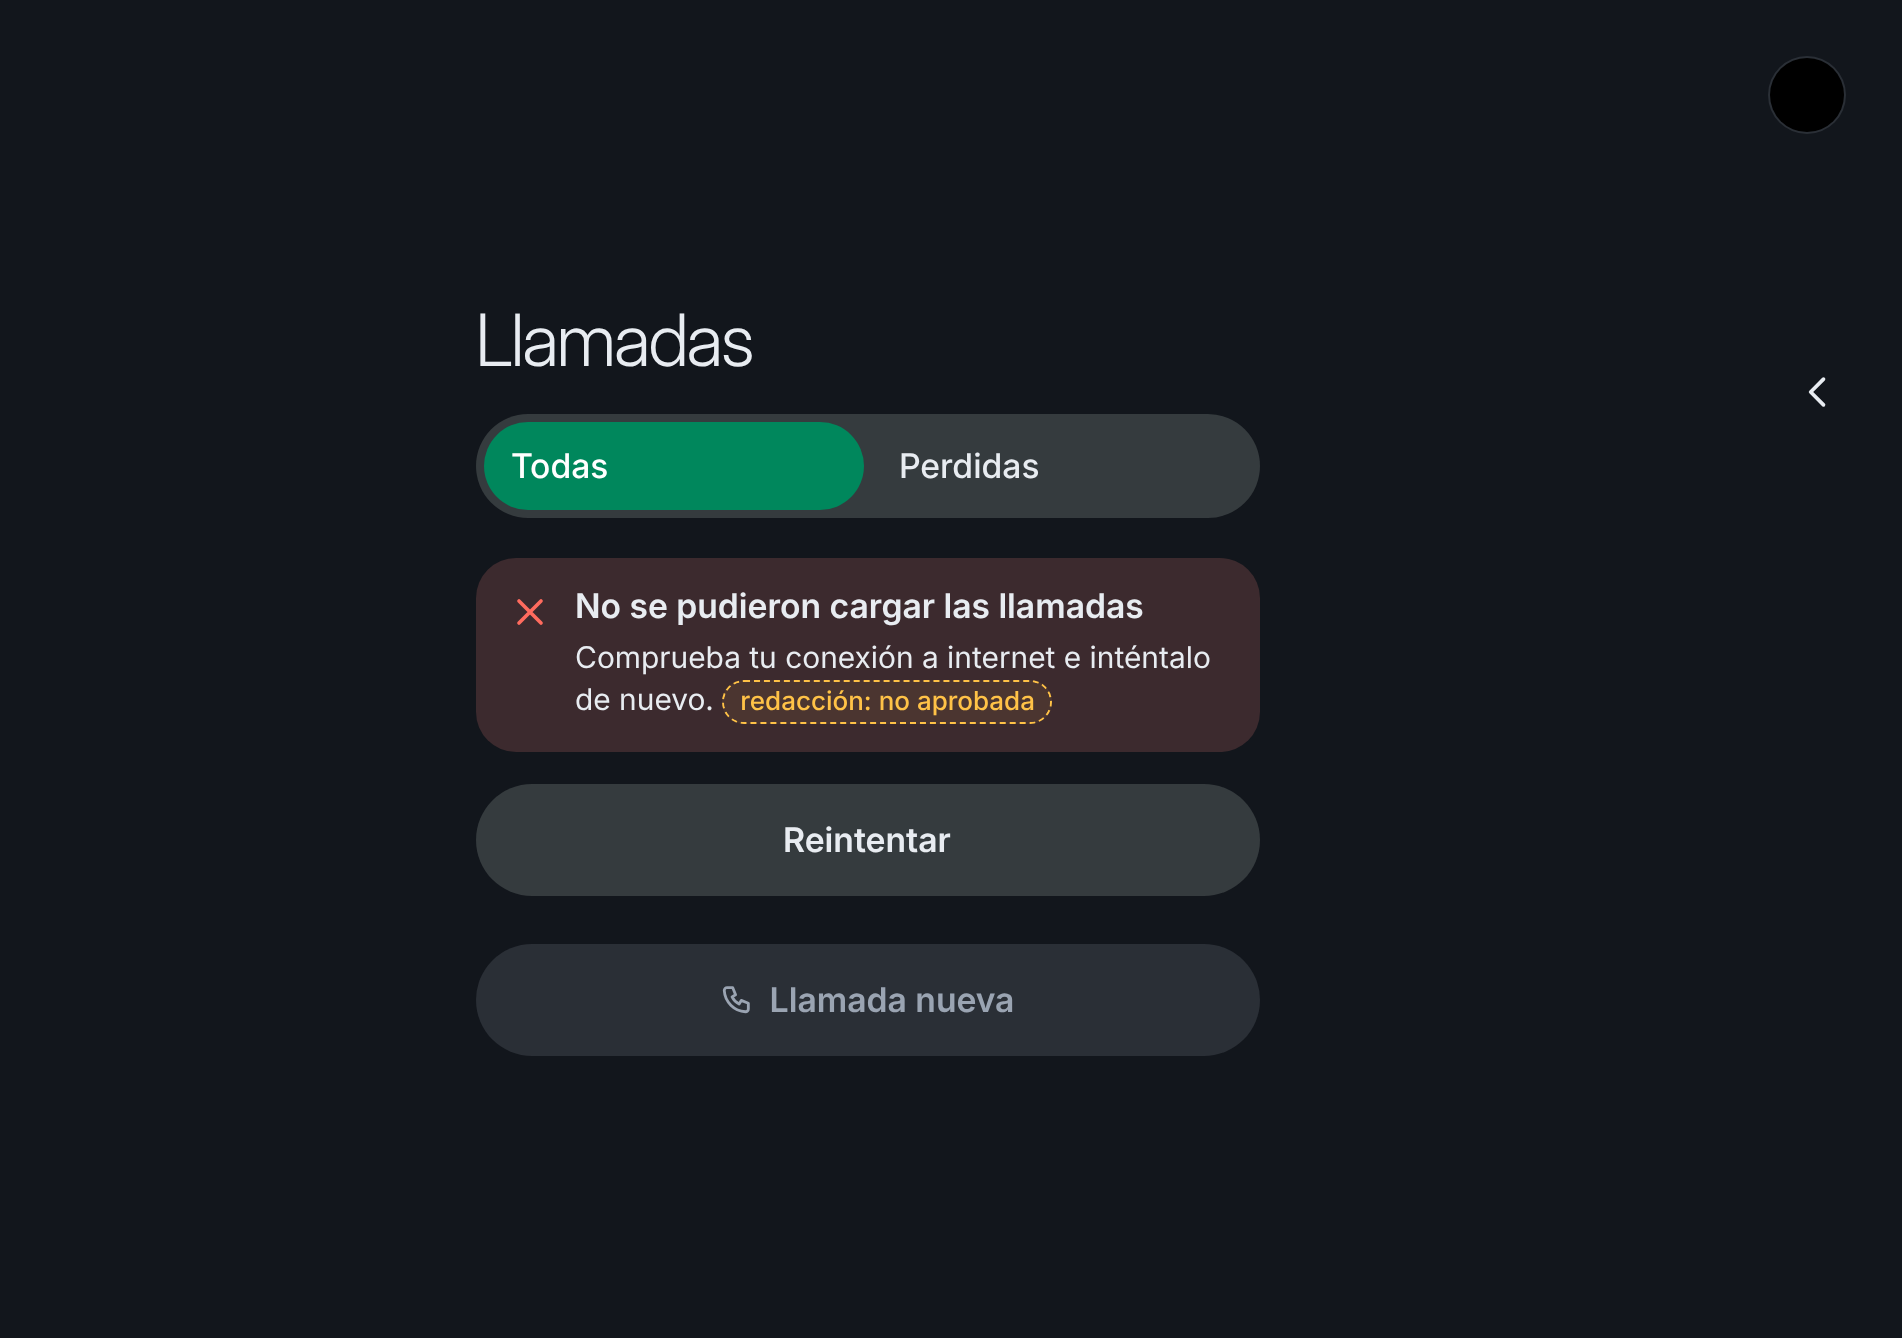 Llamadas
Todas
Perdidas
No se pudieron cargar las llamadas
Comprueba tu conexión a internet e inténtalo
de nuevo. redacción: no aprobada
Reintentar
Llamada nueva